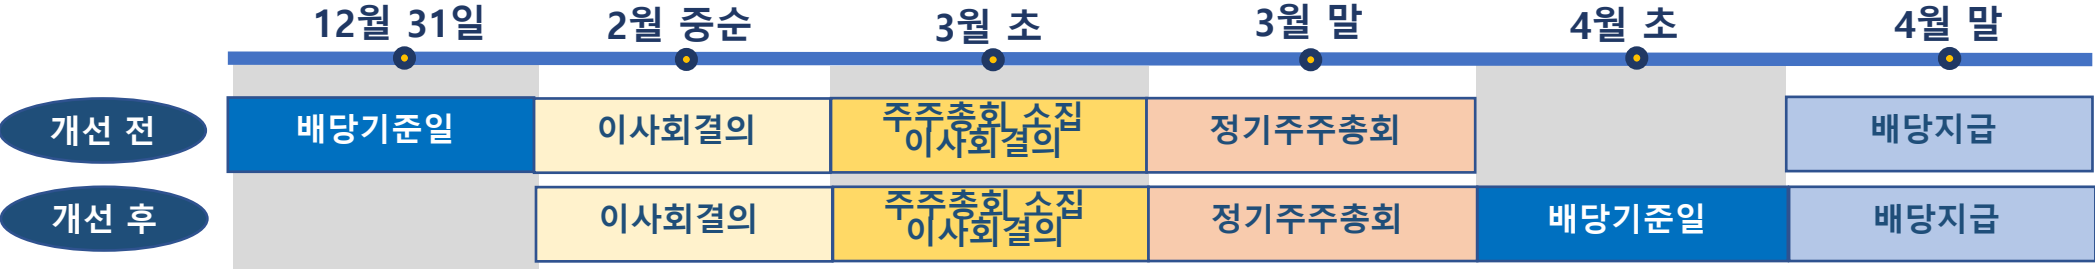 12월 31일 2월 중순 3월 초 3월 말 4월 초 4월 말
개선 전 배당기준일 이사회결의 주주총회 소집 정기주주총회 배당지급
이사회결의
개선 후 이사회결의 주주총회 소집 정기주주총회 배당기준일 배당지급
이사회결의